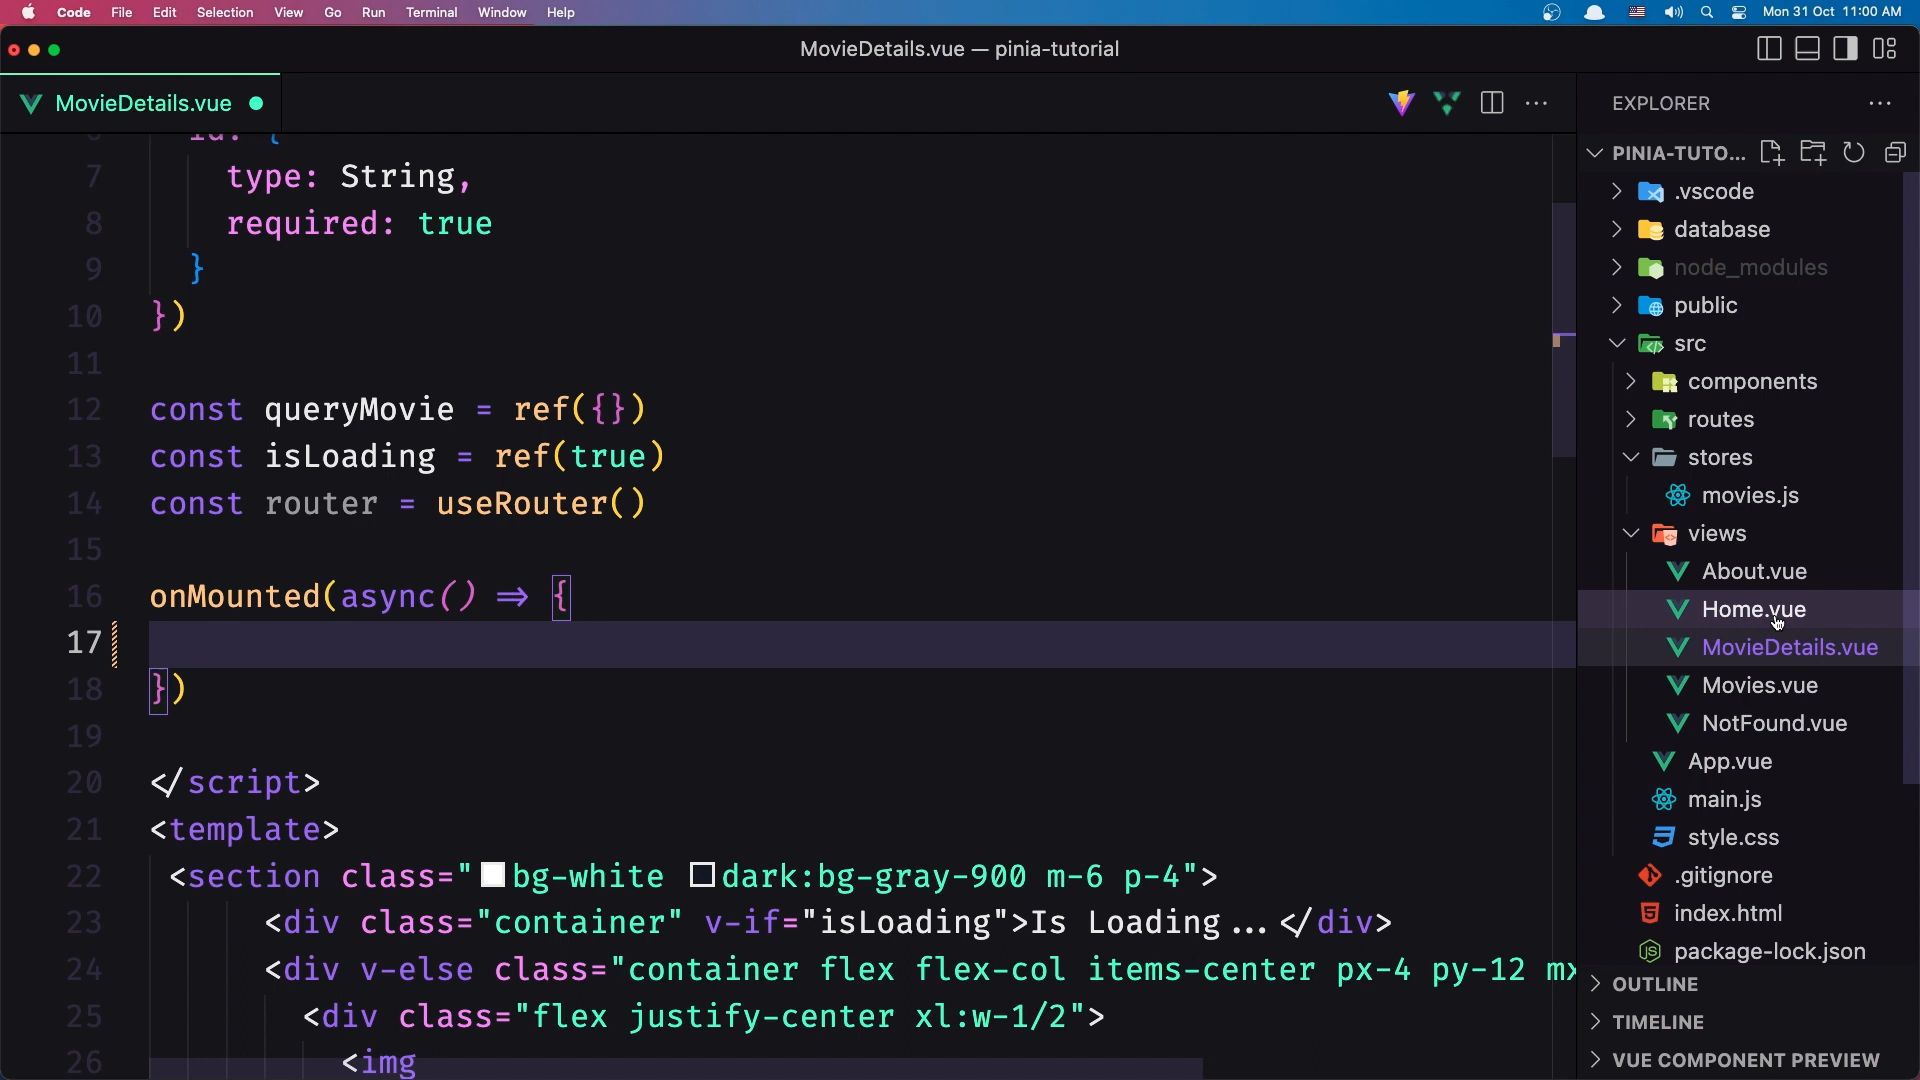 Code File Edit Selection View Go Run Terminal Window Help Mon 31 Oct 11:00 AM
MovieDetails.vue — pinia-tutorial
MovieDetails.vue
6 id: {
7 type: String,
8 required: true
9 }
10 })
11
12 const queryMovie = ref({})
13 const isLoading = ref(true)
14 const router = useRouter()
15
16 onMounted(async() => {
17
18 })
19
20 </script>
21 <template>
22 <section class="bg-white dark:bg-gray-900 m-6 p-4">
23 <div class="container" v-if="isLoading">Is Loading...</div>
24 <div v-else class="container flex flex-col items-center px-4 py-12 mx
25 <div class="flex justify-center xl:w-1/2">
26 <img
EXPLORER
PINIA-TUTO...
.vscode
database
node_modules
public
src
components
routes
stores
movies.js
views
About.vue
Home.vue
MovieDetails.vue
Movies.vue
NotFound.vue
App.vue
main.js
style.css
.gitignore
index.html
package-lock.json
OUTLINE
TIMELINE
VUE COMPONENT PREVIEW